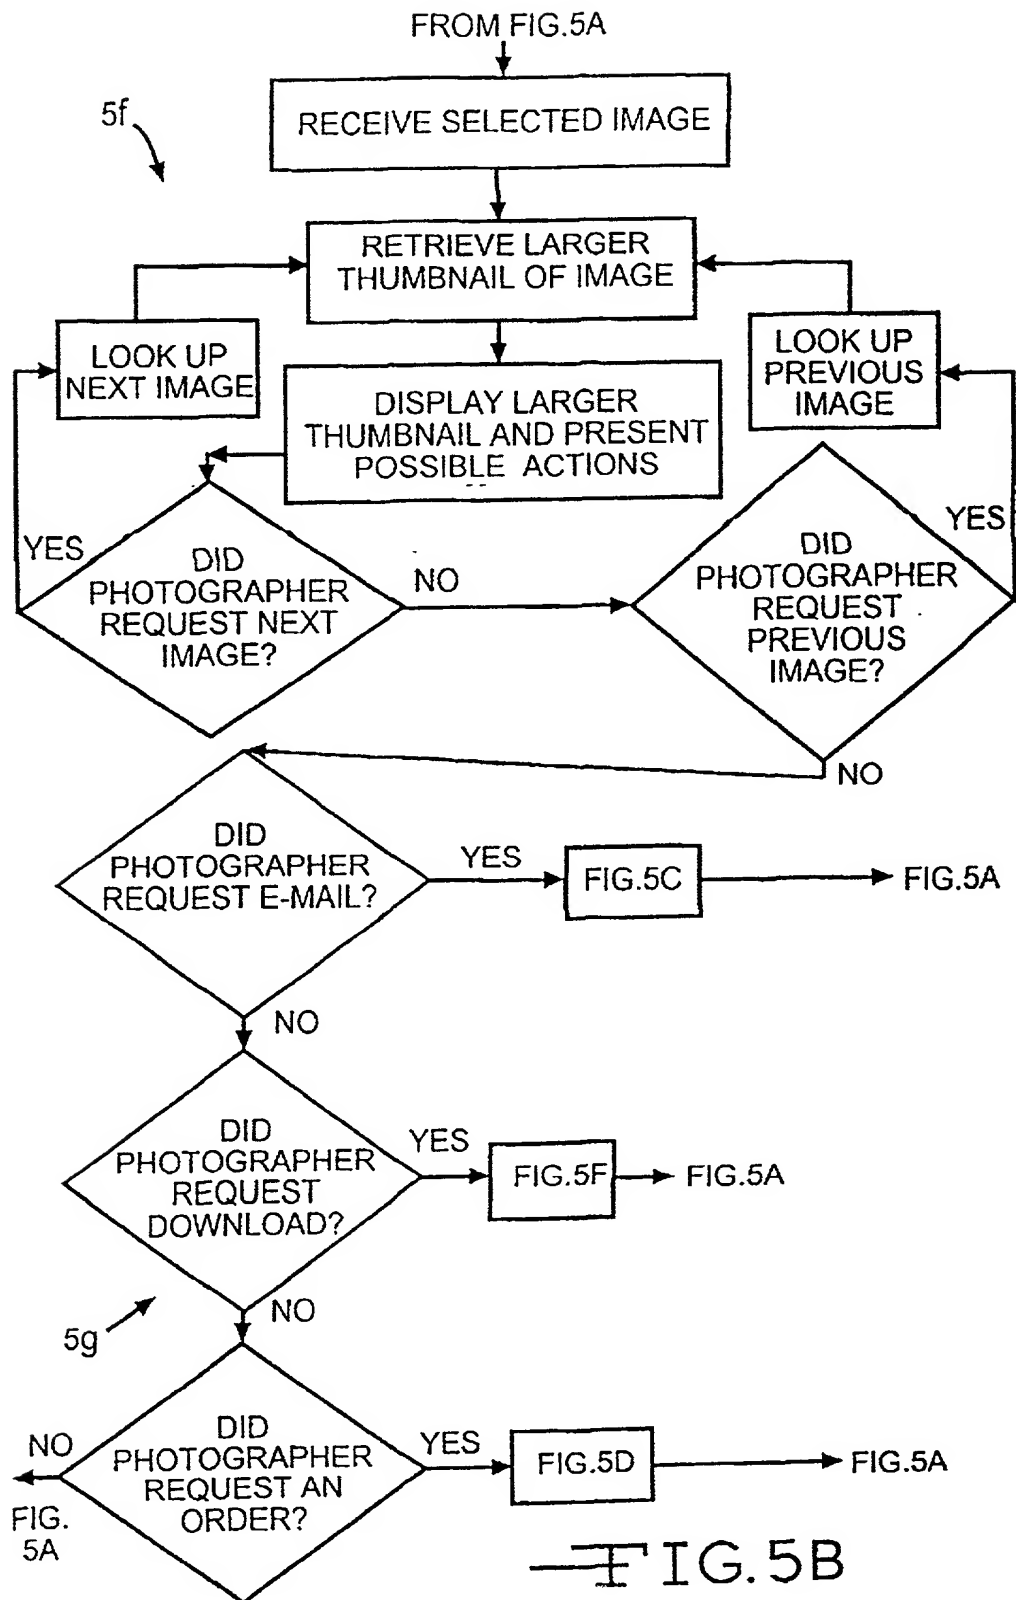 FROM FIG.5A
5f
RECEIVE SELECTED IMAGE
RETRIEVE LARGER
THUMBNAIL OF IMAGE
LOOK UP
NEXT IMAGE
LOOK UP
PREVIOUS
IMAGE
DISPLAY LARGER
THUMBNAIL AND PRESENT
POSSIBLE ACTIONS
YES
DID
PHOTOGRAPHER
REQUEST NEXT
IMAGE?
NO
YES
DID
PHOTOGRAPHER
REQUEST
PREVIOUS
IMAGE?
NO
DID
PHOTOGRAPHER
REQUEST E-MAIL?
YES
FIG.5C
FIG.5A
NO
DID
PHOTOGRAPHER
REQUEST
DOWNLOAD?
YES
FIG.5F
FIG.5A
NO
5g
DID
PHOTOGRAPHER
REQUEST AN
ORDER?
NO
FIG.
5A
YES
FIG.5D
FIG.5A
FIG.5B